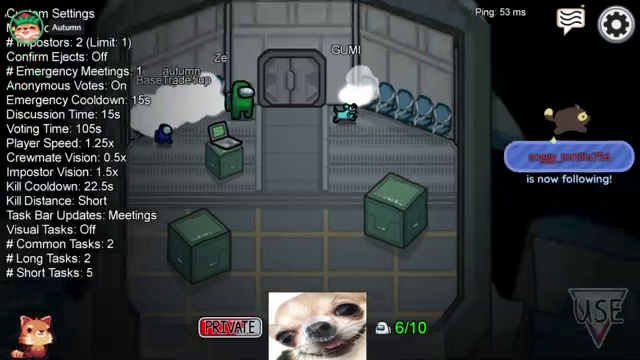 Custom Settings
Autumn
# Impostors: 2 (Limit: 1)
Confirm Ejects: Off
# Emergency Meetings: 1
Anonymous Votes: On
Emergency Cooldown: 15s
Discussion Time: 15s
Voting Time: 105s
Player Speed: 1.25x
Crewmate Vision: 0.5x
Impostor Vision: 1.5x
Kill Cooldown: 22.5s
Kill Distance: Short
Task Bar Updates: Meetings
Visual Tasks: Off
# Common Tasks: 2
# Long Tasks: 2
# Short Tasks: 5
Ping: 53 ms
Ze
GUMI
autumn
is now following!
PRIVATE
6/10
USE